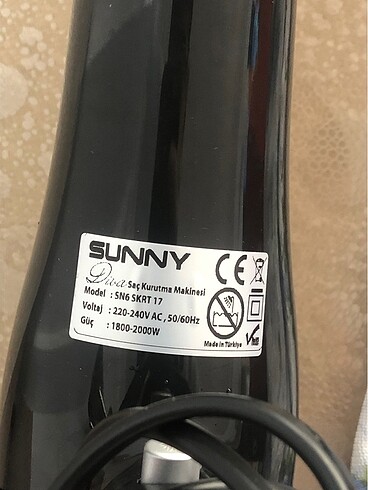 SUNNY
Diva Saç Kurutma Makinesi
Model : SN6 SKRT 17
Voltaj : 220-240V AC , 50/60Hz
Güç : 1800-2000W
CE
Made in Türkiye